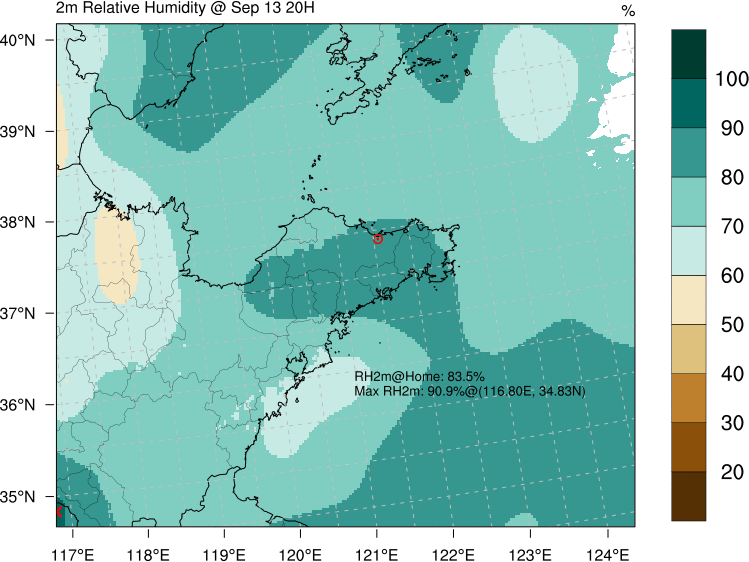 2m Relative Humidity @ Sep 13 20H
%
40°N
39°N
38°N
37°N
36°N
35°N
RH2m@Home: 83.5%
Max RH2m: 90.9%@(116.80E, 34.83N)
117°E 118°E 119°E 120°E 121°E 122°E 123°E 124°E
100
90
80
70
60
50
40
30
20